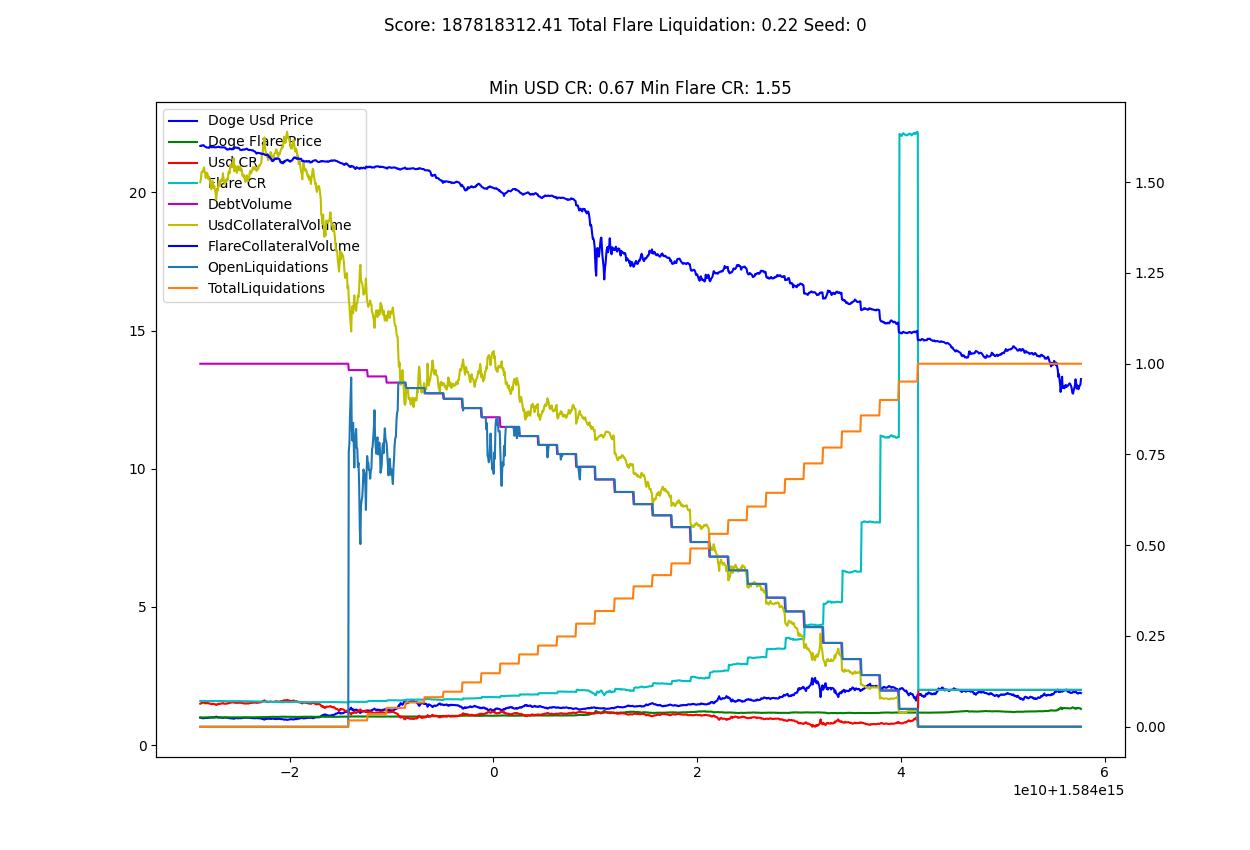 Score: 187818312.41 Total Flare Liquidation: 0.22 Seed: 0
Min USD CR: 0.67 Min Flare CR: 1.55
Doge Usd Price
Doge Flare Price
Usd CR
Flare CR
DebtVolume
UsdCollateralVolume
FlareCollateralVolume
OpenLiquidations
TotalLiquidations
20
15
10
5
0
1.50
1.25
1.00
0.75
0.50
0.25
0.00
−2 0 2 4 6
1e10+1.584e15